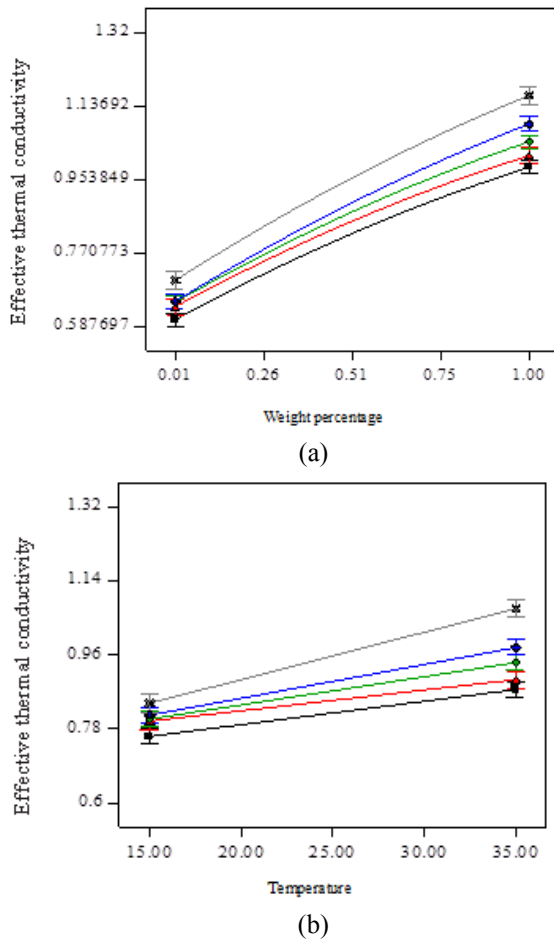 1.32
1.13692
0.953849
0.770773
0.587697
Effective thermal conductivity
0.01 0.26 0.51 0.75 1.00
Weight percentage
(a)
1.32
1.14
0.96
0.78
0.6
Effective thermal conductivity
15.00 20.00 25.00 30.00 35.00
Temperature
(b)